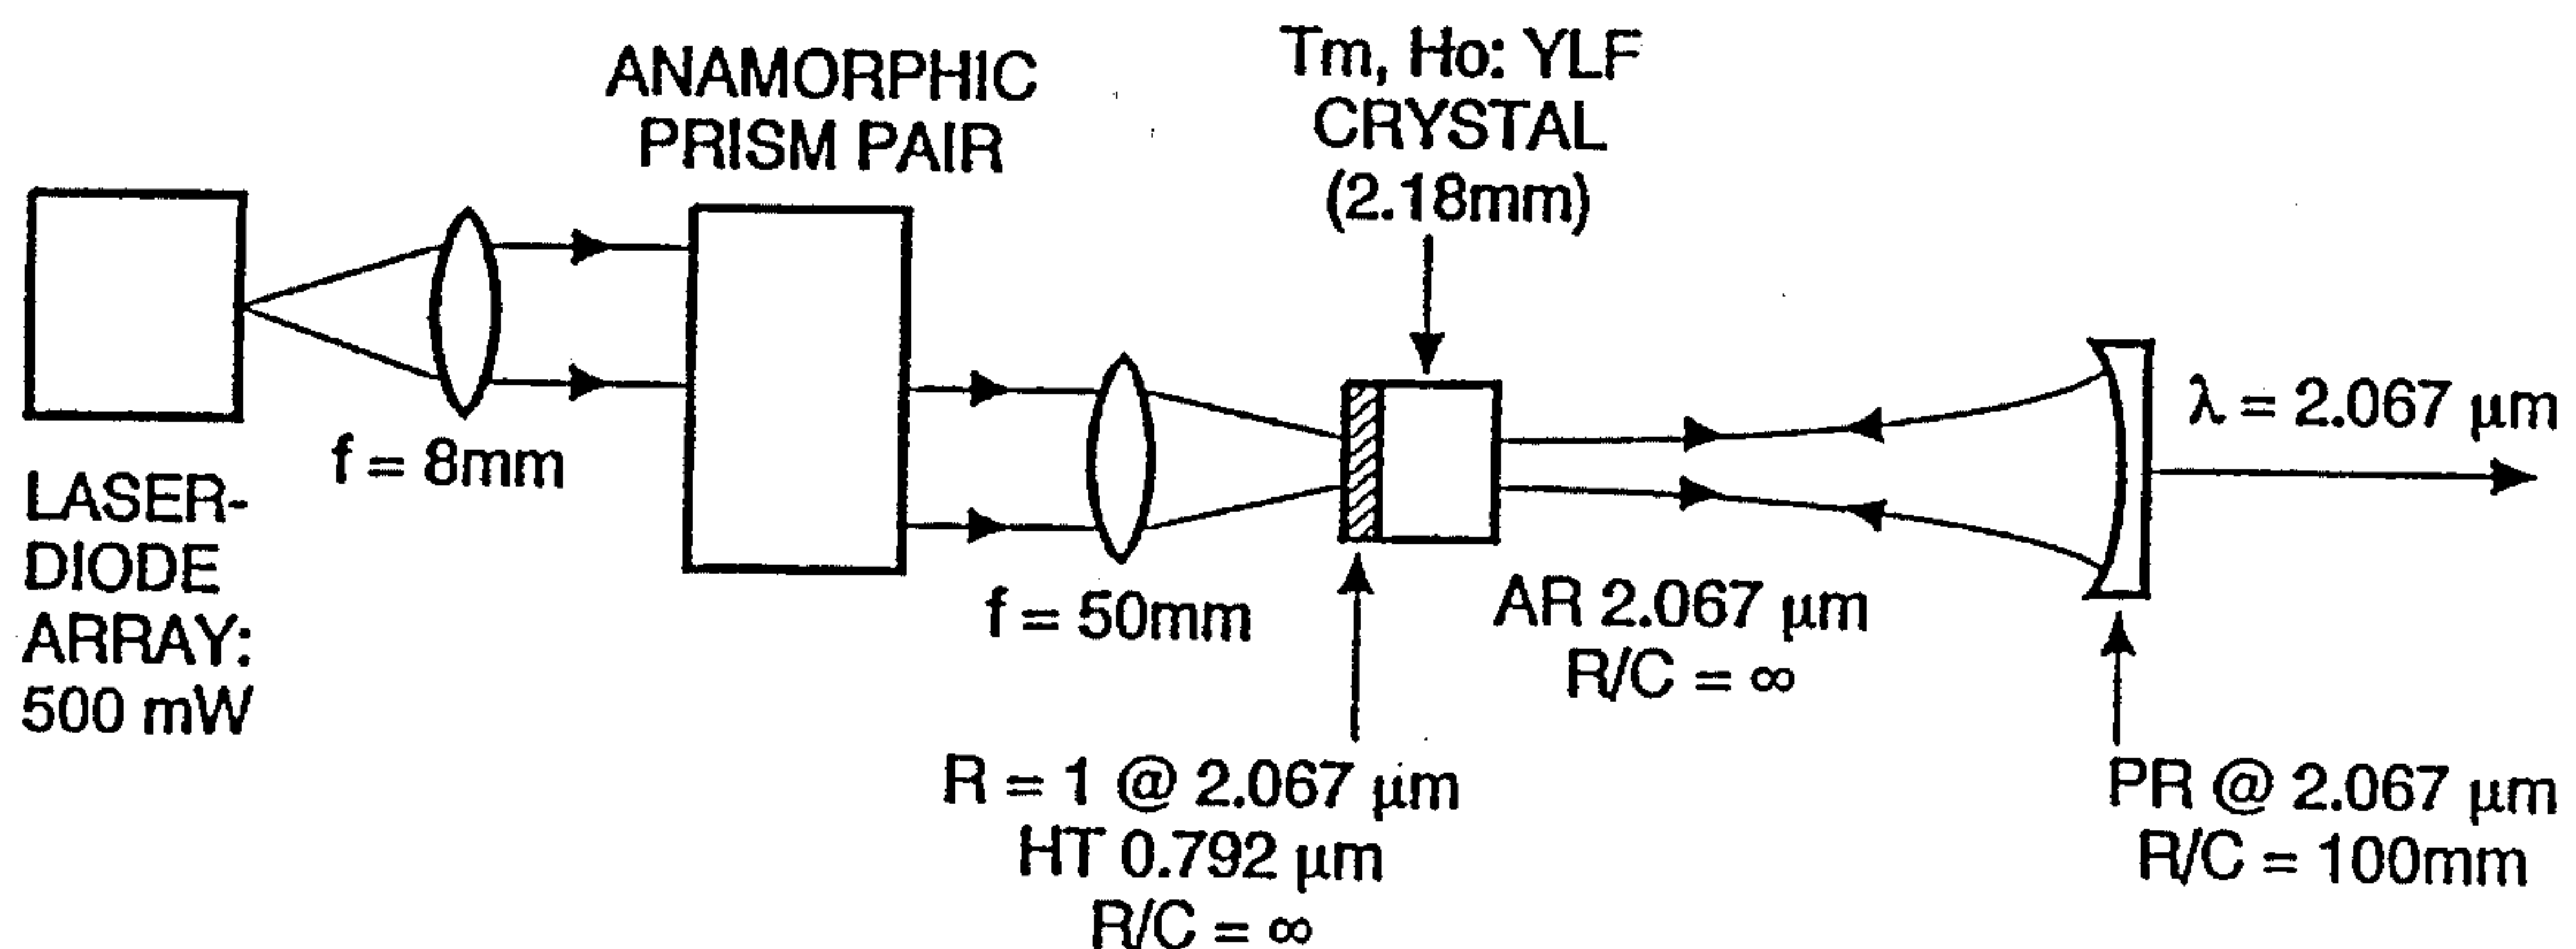 ANAMORPHIC
PRISM PAIR
Tm, Ho: YLF
CRYSTAL
(2.18mm)
LASER-
DIODE
ARRAY:
500 mW
f = 8mm
f = 50mm
R = 1 @ 2.067 μm
HT 0.792 μm
R/C = ∞
AR 2.067 μm
R/C = ∞
λ = 2.067 μm
PR @ 2.067 μm
R/C = 100mm